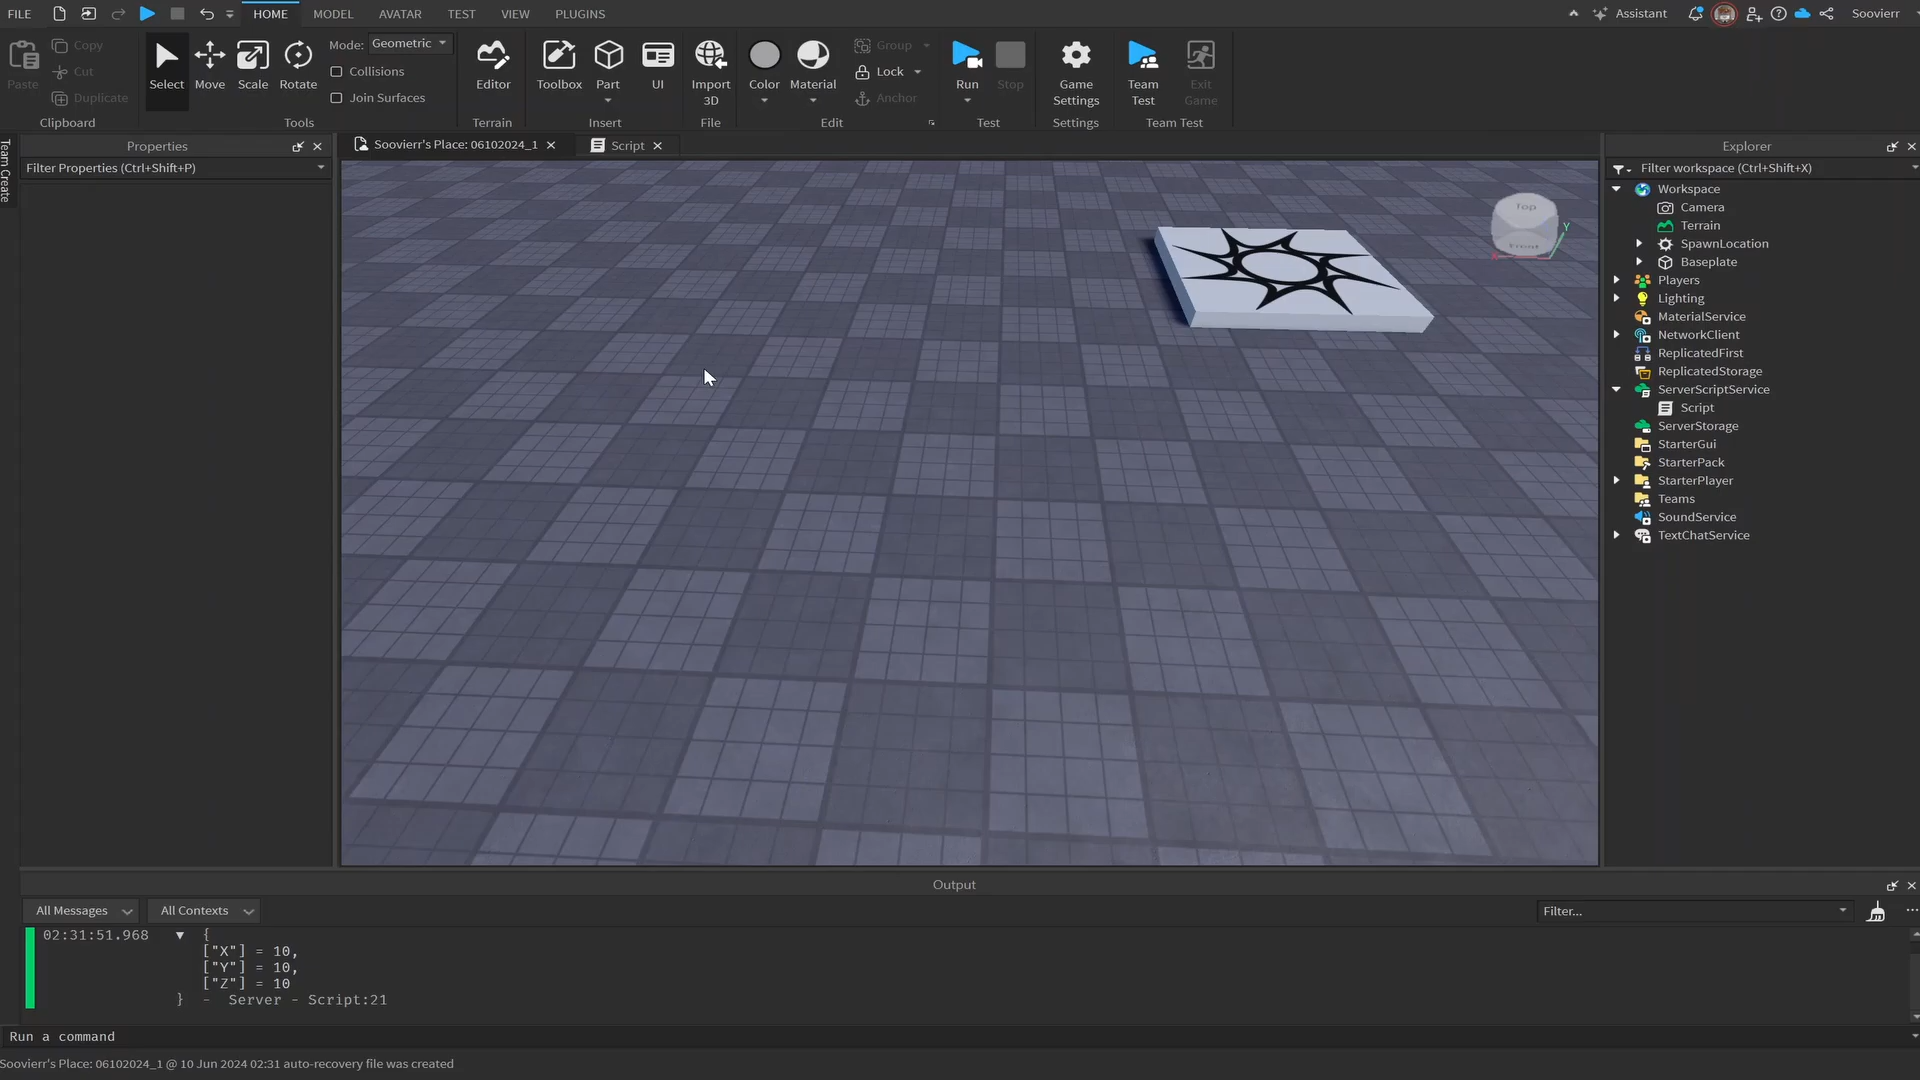 FILE
HOME
MODEL
AVATAR
TEST
VIEW
PLUGINS
Assistant
Soovierr
Paste
Copy
Cut
Duplicate
Clipboard
Select
Move
Scale
Rotate
Mode: Geometric
Collisions
Join Surfaces
Tools
Editor
Terrain
Toolbox
Part
UI
Insert
Import
3D
File
Color
Material
Group
Lock
Anchor
Edit
Run
Stop
Test
Game
Settings
Settings
Team
Test
Exit
Game
Team Test
Team Create
Properties
Filter Properties (Ctrl+Shift+P)
Soovierr's Place: 06102024_1
Script
Top
Front
Y
X
Explorer
Filter workspace (Ctrl+Shift+X)
Workspace
Camera
Terrain
SpawnLocation
Baseplate
Players
Lighting
MaterialService
NetworkClient
ReplicatedFirst
ReplicatedStorage
ServerScriptService
Script
ServerStorage
StarterGui
StarterPack
StarterPlayer
Teams
SoundService
TextChatService
Output
All Messages
All Contexts
Filter...
02:31:51.968 ▼ {
["X"] = 10,
["Y"] = 10,
["Z"] = 10
} - Server - Script:21
Run a command
Soovierr's Place: 06102024_1 @ 10 Jun 2024 02:31 auto-recovery file was created